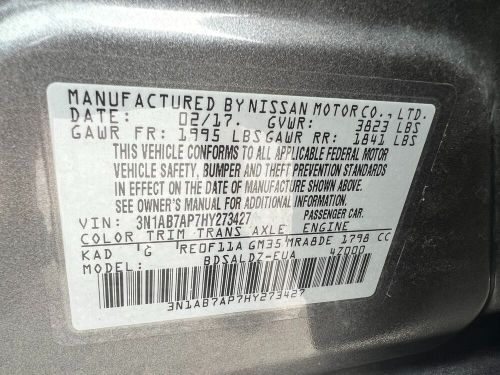 MANUFACTURED BY NISSAN MOTOR CO., LTD.
DATE: 02/17. GVWR: 3823 LBS
GAWR FR: 1995 LBS GAWR RR: 1841 LBS
THIS VEHICLE CONFORMS TO ALL APPLICABLE FEDERAL MOTOR
VEHICLE SAFETY, BUMPER AND THEFT PREVENTION STANDARDS
IN EFFECT ON THE DATE OF MANUFACTURE SHOWN ABOVE.
SEE OWNER'S MANUAL FOR ADDITIONAL INFORMATION.
VIN: 3N1AB7AP7HY273427 PASSENGER CAR.
COLOR TRIM TRANS AXLE ENGINE
KAD G RE0F11A GM35 MRA8DE 1798 CC
MODEL: BDSALDZ-EUA 4Z000
3N1AB7AP7HY273427